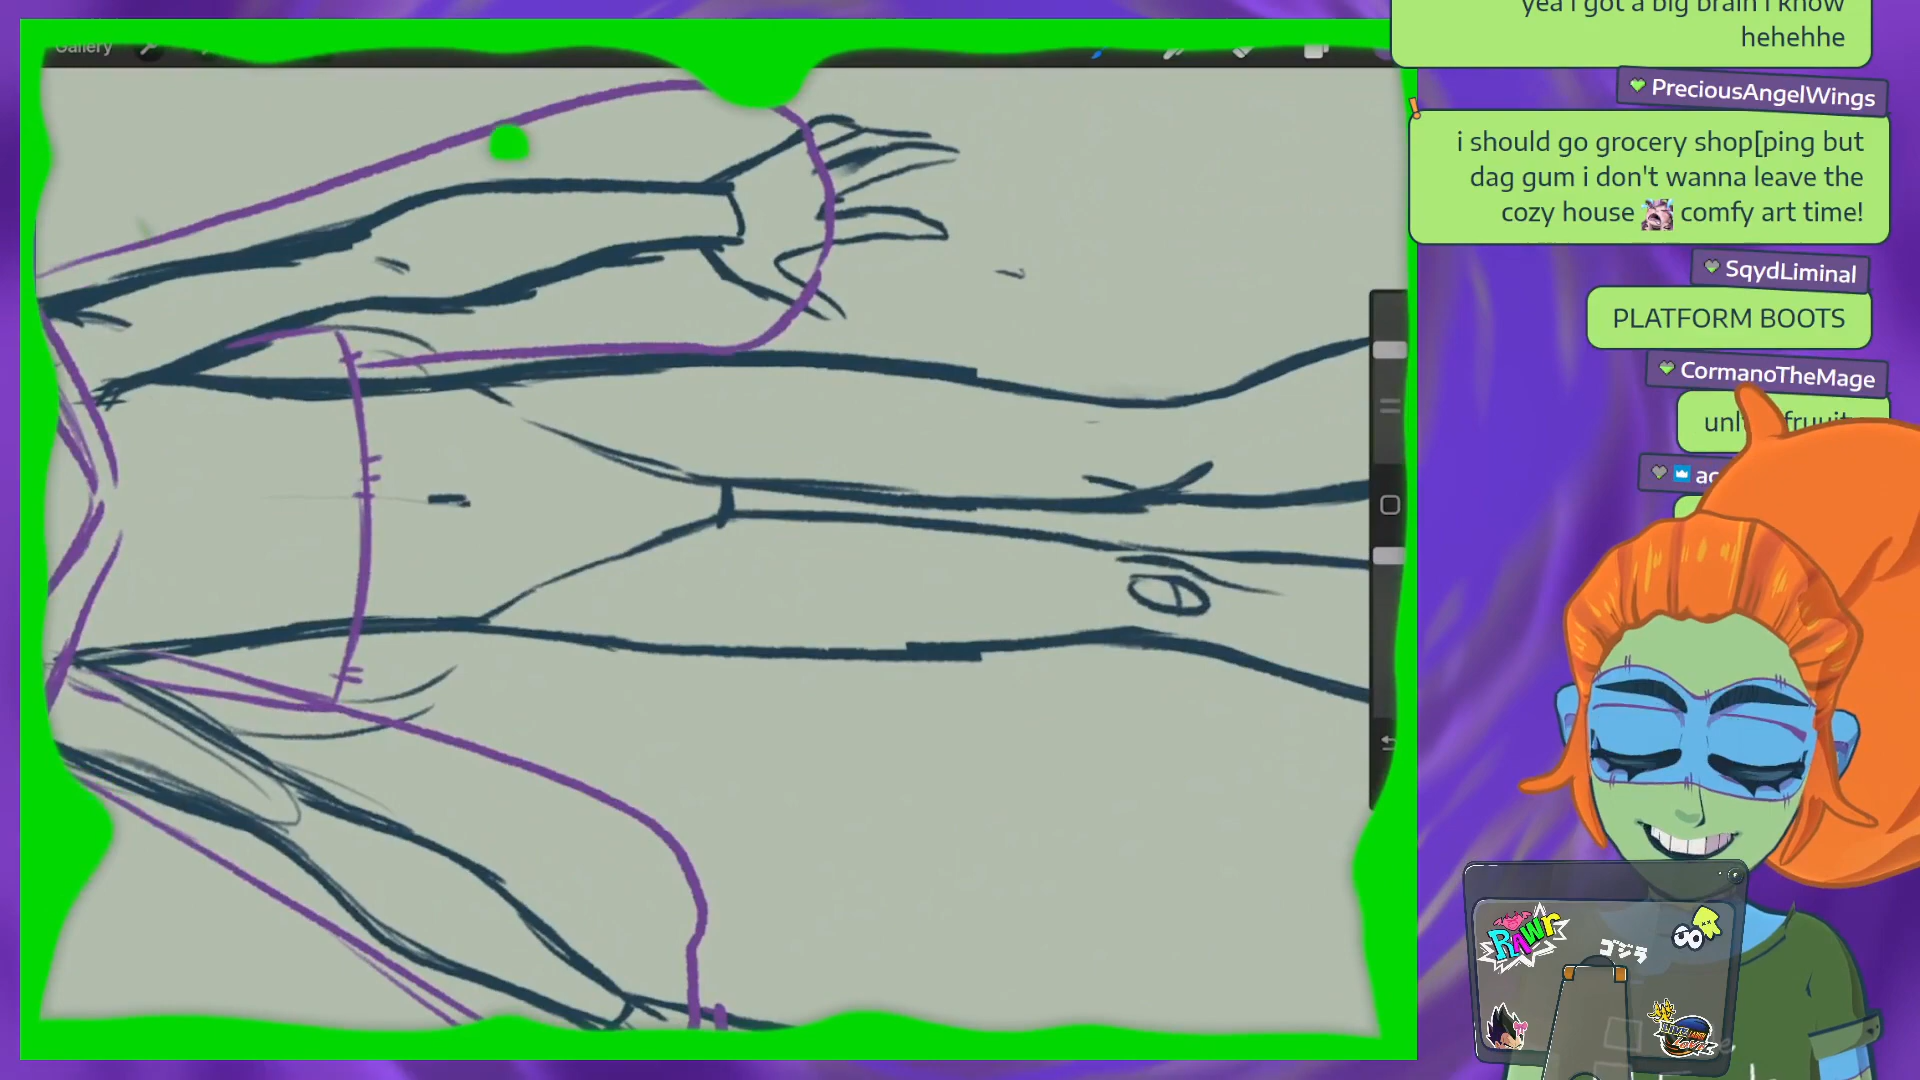 Gallery
yea i got a big brain i know
hehehhe
PreciousAngelWings
i should go grocery shop[ping but
dag gum i don't wanna leave the
cozy house comfy art time!
SqydLiminal
PLATFORM BOOTS
CormanoTheMage
RAWr
ゴジラ